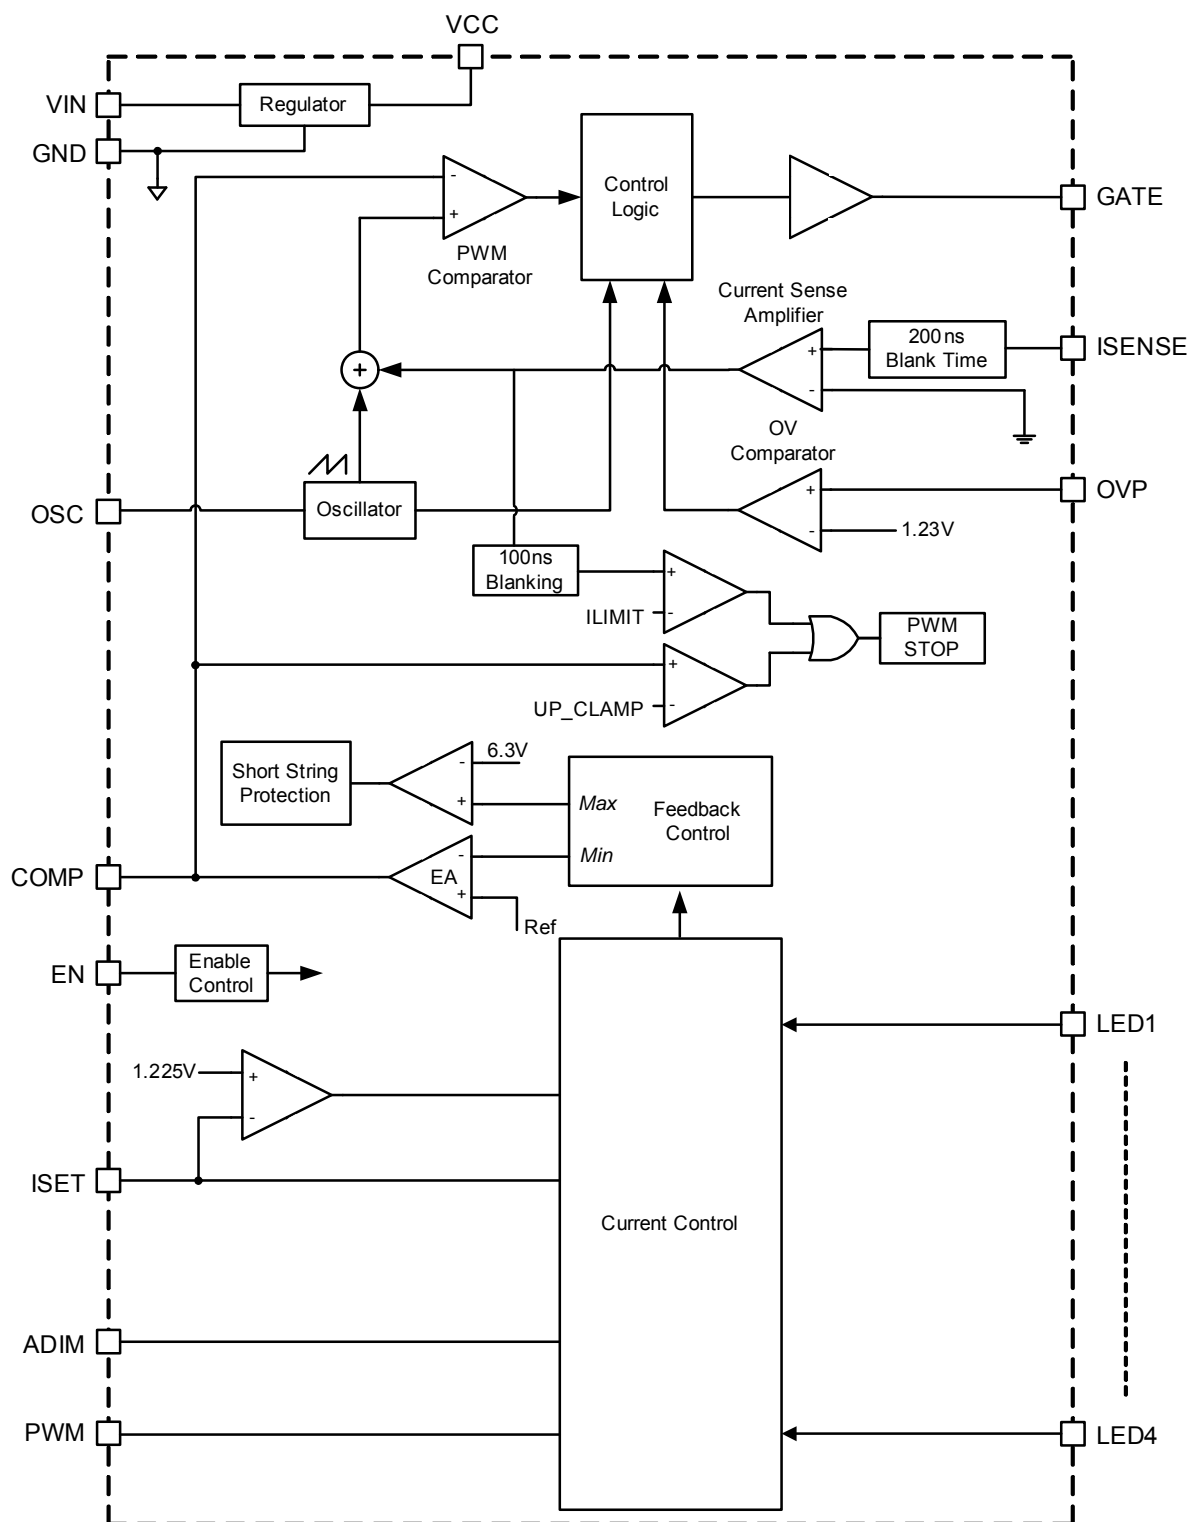 VCC
VIN
Regulator
GND
-
+
PWM
Comparator
Control
Logic
GATE
Current Sense
Amplifier
+
-
200ns
Blank Time
ISENSE
+
OV
Comparator
OSC
Oscillator
+
-
1.23V
OVP
100ns
Blanking
+
-
ILIMIT
PWM
STOP
+
-
UP_CLAMP
Short String
Protection
-
+
6.3V
Max
Feedback
Control
Min
COMP
EA
-
+
Ref
EN
Enable
Control
LED1
1.225V
+
-
ISET
Current Control
ADIM
PWM
LED4